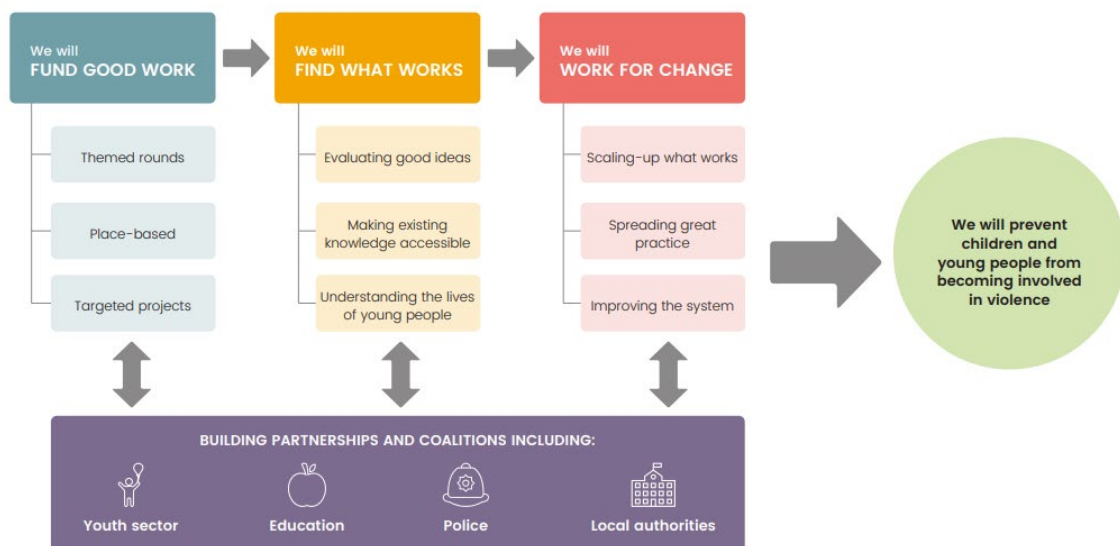 We will
FUND GOOD WORK
Themed rounds
Place-based
Targeted projects
We will
FIND WHAT WORKS
Evaluating good ideas
Making existing
knowledge accessible
Understanding the lives
of young people
We will
WORK FOR CHANGE
Scaling-up what works
Spreading great
practice
Improving the system
We will prevent
children and
young people from
becoming involved
in violence
BUILDING PARTNERSHIPS AND COALITIONS INCLUDING:
Youth sector
Education
Police
Local authorities